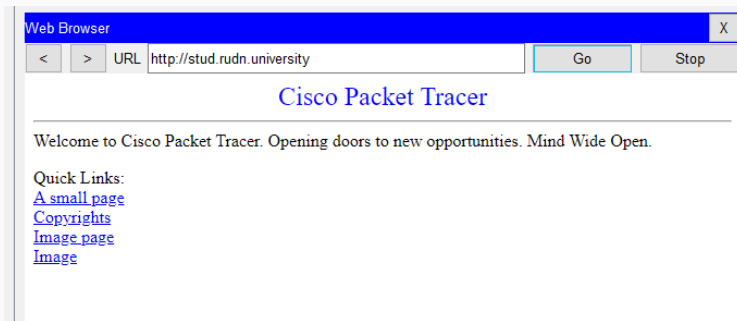 Web Browser X
< > URL http://stud.rudn.university Go Stop
Cisco Packet Tracer
Welcome to Cisco Packet Tracer. Opening doors to new opportunities. Mind Wide Open.
Quick Links:
A small page
Copyrights
Image page
Image